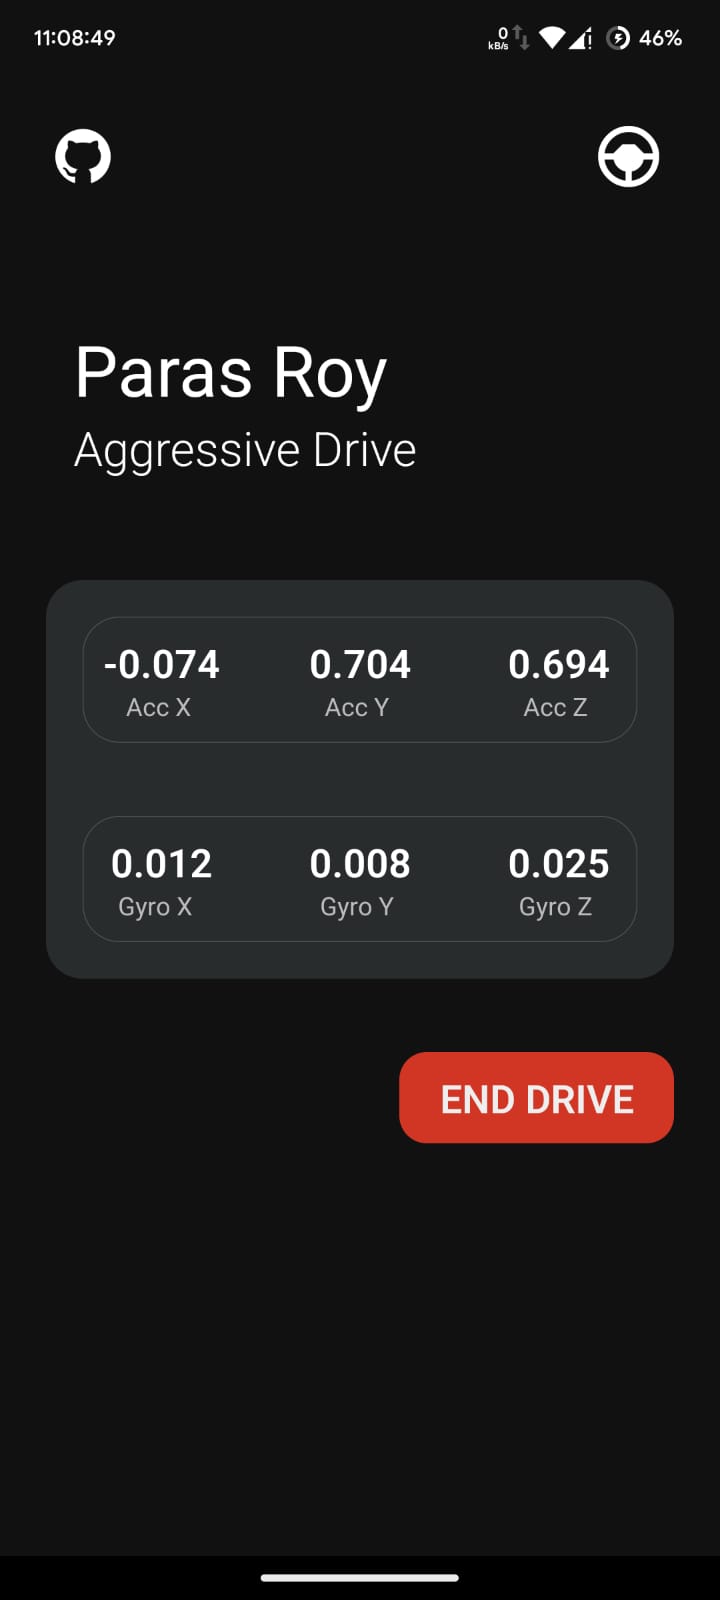 11:08:49
0
kB/s
46%
Paras Roy
Aggressive Drive
-0.074 0.704 0.694
Acc X Acc Y Acc Z
0.012 0.008 0.025
Gyro X Gyro Y Gyro Z
END DRIVE